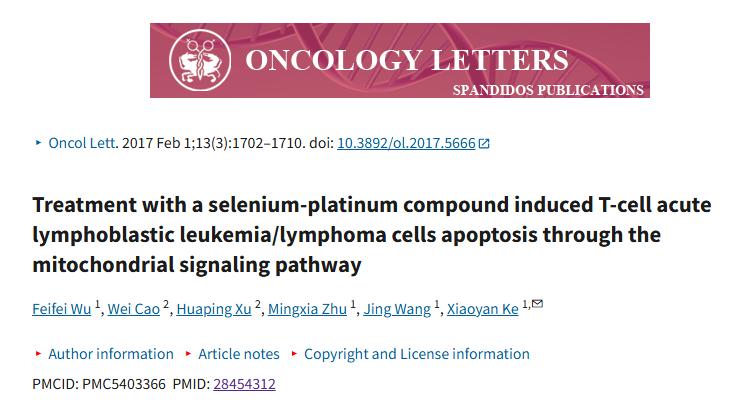 ONCOLOGY LETTERS
SPANDIDOS PUBLICATIONS
Oncol Lett. 2017 Feb 1;13(3):1702–1710. doi: 10.3892/ol.2017.5666
Treatment with a selenium-platinum compound induced T-cell acute
lymphoblastic leukemia/lymphoma cells apoptosis through the
mitochondrial signaling pathway
Feifei Wu 1, Wei Cao 2, Huaping Xu 2, Mingxia Zhu 1, Jing Wang 1, Xiaoyan Ke 1,
Author information Article notes Copyright and License information
PMCID: PMC5403366 PMID: 28454312